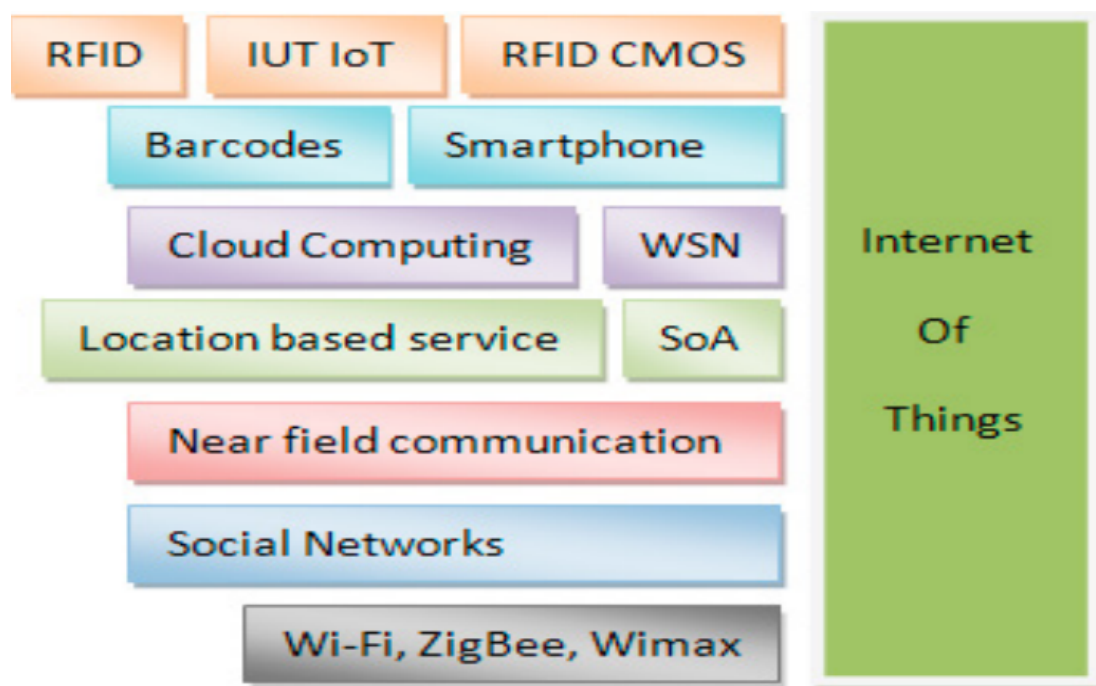 RFID
IUT IoT
RFID CMOS
Barcodes
Smartphone
Cloud Computing
WSN
Location based service
SoA
Near field communication
Social Networks
Wi-Fi, ZigBee, Wimax
Internet
Of
Things